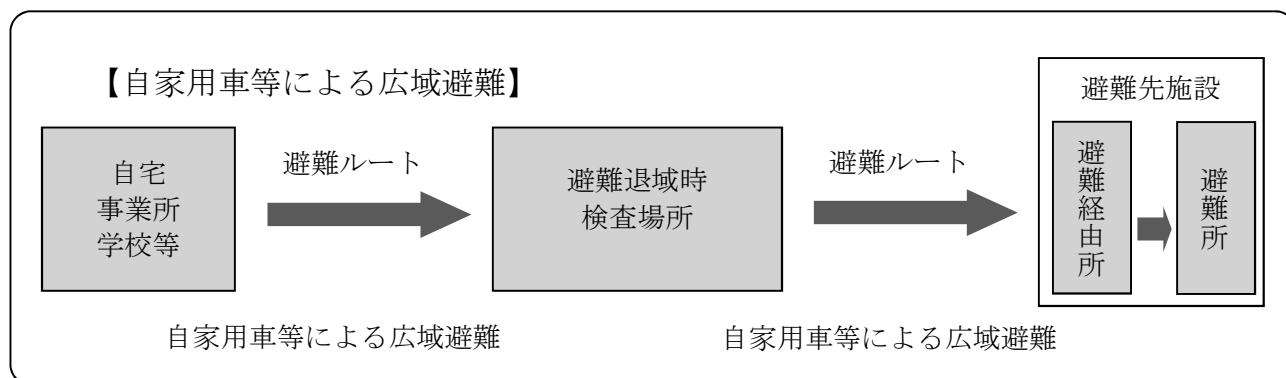 【自家用車等による広域避難】
自宅
事業所
学校等
避難ルート
避難退域時
検査場所
避難ルート
避難先施設
避難経由所
避難所
自家用車等による広域避難
自家用車等による広域避難